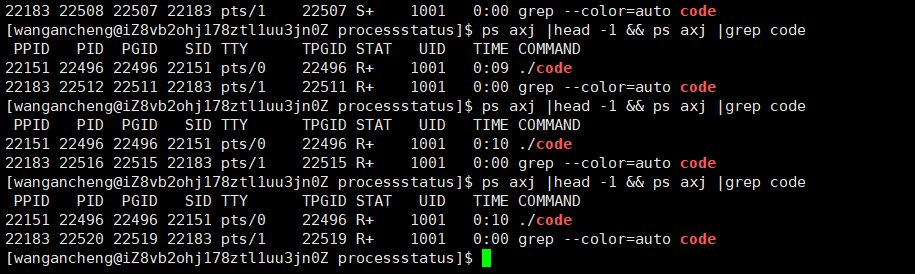 22183 22508 22507 22183 pts/1    22507 S+    1001   0:00 grep --color=auto code
[wangancheng@iZ8vb2ohj178ztl1uu3jn0Z processstatus]$ ps axj |head -1 && ps axj |grep code
 PPID   PID  PGID   SID TTY      TPGID STAT   UID   TIME COMMAND
22151 22496 22496 22151 pts/0    22496 R+    1001   0:09 ./code
22183 22512 22511 22183 pts/1    22511 R+    1001   0:00 grep --color=auto code
[wangancheng@iZ8vb2ohj178ztl1uu3jn0Z processstatus]$ ps axj |head -1 && ps axj |grep code
 PPID   PID  PGID   SID TTY      TPGID STAT   UID   TIME COMMAND
22151 22496 22496 22151 pts/0    22496 R+    1001   0:10 ./code
22183 22516 22515 22183 pts/1    22515 R+    1001   0:00 grep --color=auto code
[wangancheng@iZ8vb2ohj178ztl1uu3jn0Z processstatus]$ ps axj |head -1 && ps axj |grep code
 PPID   PID  PGID   SID TTY      TPGID STAT   UID   TIME COMMAND
22151 22496 22496 22151 pts/0    22496 R+    1001   0:10 ./code
22183 22520 22519 22183 pts/1    22519 R+    1001   0:00 grep --color=auto code
[wangancheng@iZ8vb2ohj178ztl1uu3jn0Z processstatus]$